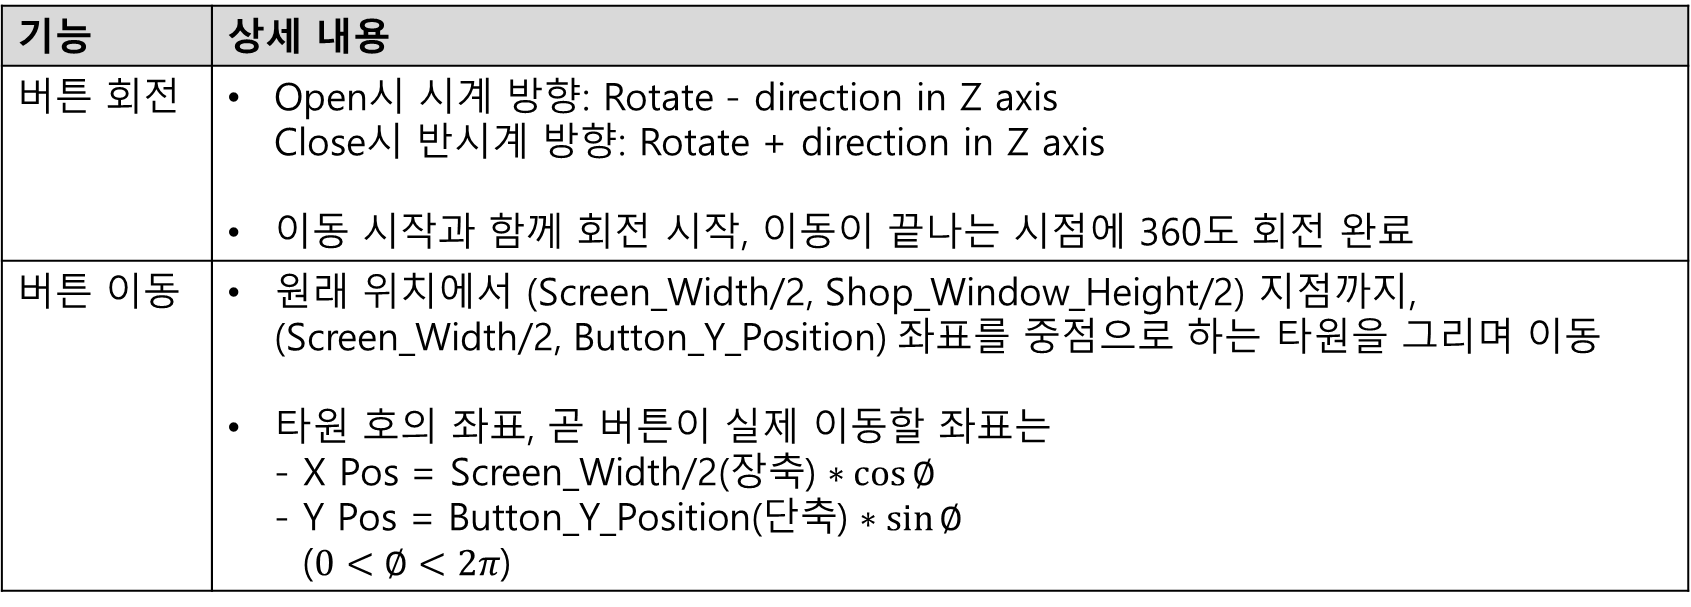 기능 상세 내용
버튼 회전 • Open시 시계 방향: Rotate - direction in Z axis
Close시 반시계 방향: Rotate + direction in Z axis
• 이동 시작과 함께 회전 시작, 이동이 끝나는 시점에 360도 회전 완료
버튼 이동 • 원래 위치에서 (Screen_Width/2, Shop_Window_Height/2) 지점까지,
(Screen_Width/2, Button_Y_Position) 좌표를 중점으로 하는 타원을 그리며 이동
• 타원 호의 좌표, 곧 버튼이 실제 이동할 좌표는
- X Pos = Screen_Width/2(장축) * cos ∅
- Y Pos = Button_Y_Position(단축) * sin ∅
(0 < ∅ < 2π)